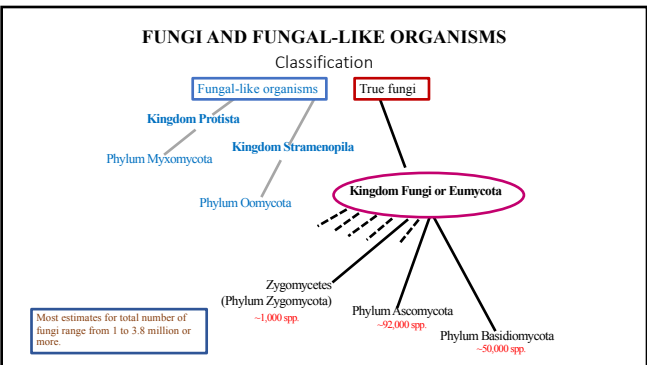 FUNGI AND FUNGAL-LIKE ORGANISMS
Classification
Fungal-like organisms
True fungi
Kingdom Protista
Kingdom Stramenopila
Phylum Myxomycota
Kingdom Fungi or Eumycota
Phylum Oomycota
Zygomycetes
(Phylum Zygomycota)
~1,000 spp.
Phylum Ascomycota
~92,000 spp.
Phylum Basidiomycota
~50,000 spp.
Most estimates for total number of
fungi range from 1 to 3.8 million or
more.